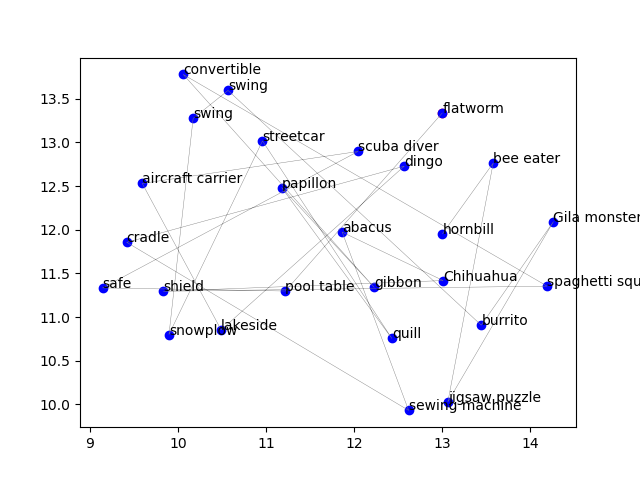 convertible
swing
13.5
swing
flatworm
streetcar
13.0
scuba diver
dingo
bee eater
12.5
aircraft carrier
papillon
Gila monster
12.0
cradle
abacus
hornbill
11.5
safe
shield
pool table
gibbon
Chihuahua
spaghetti squ
11.0
snowplow
lakeside
quill
burrito
10.5
10.0
sewing machine
jigsaw puzzle
9 10 11 12 13 14